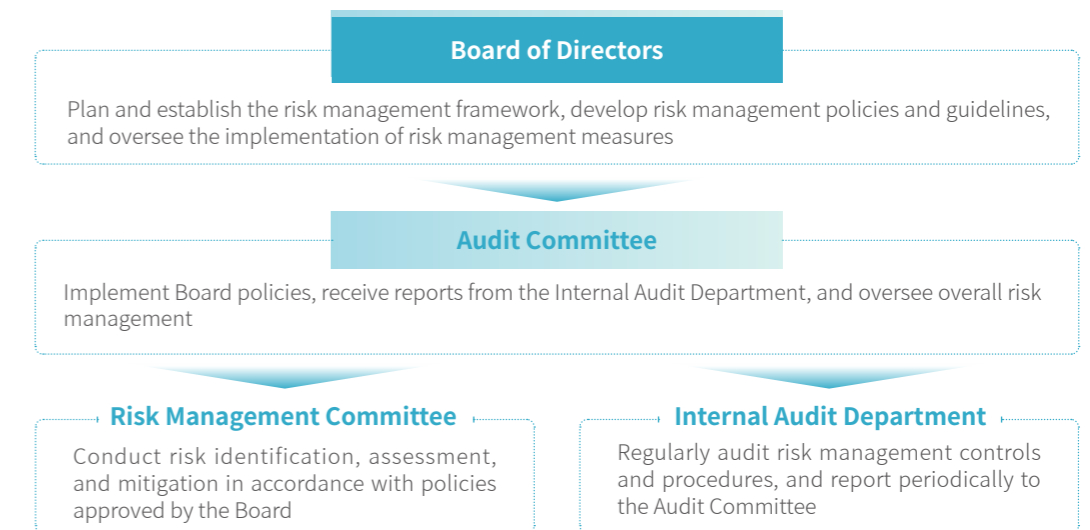 Board of Directors
Plan and establish the risk management framework, develop risk management policies and guidelines,
and oversee the implementation of risk management measures
Audit Committee
Implement Board policies, receive reports from the Internal Audit Department, and oversee overall risk
management
Risk Management Committee
Conduct risk identification, assessment,
and mitigation in accordance with policies
approved by the Board
Internal Audit Department
Regularly audit risk management controls
and procedures, and report periodically to
the Audit Committee